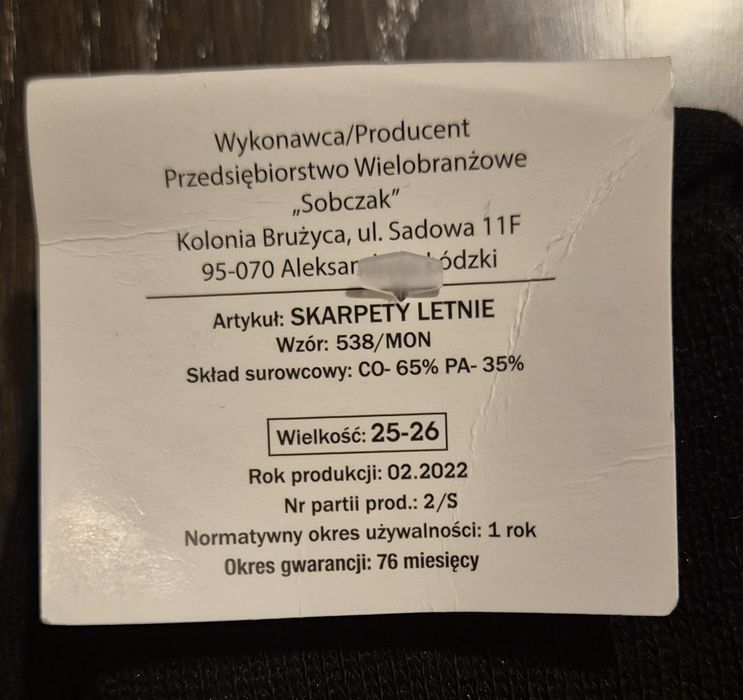 Wykonawca/Producent
Przedsiębiorstwo Wielobranżowe
„Sobczak”
Kolonia Brużyca, ul. Sadowa 11F
95-070
Artykuł: SKARPETY LETNIE
Wzór: 538/MON
Skład surowcowy: CO- 65% PA- 35%
Wielkość: 25-26
Rok produkcji: 02.2022
Nr partii prod.: 2/S
Normatywny okres używalności: 1 rok
Okres gwarancji: 76 miesięcy